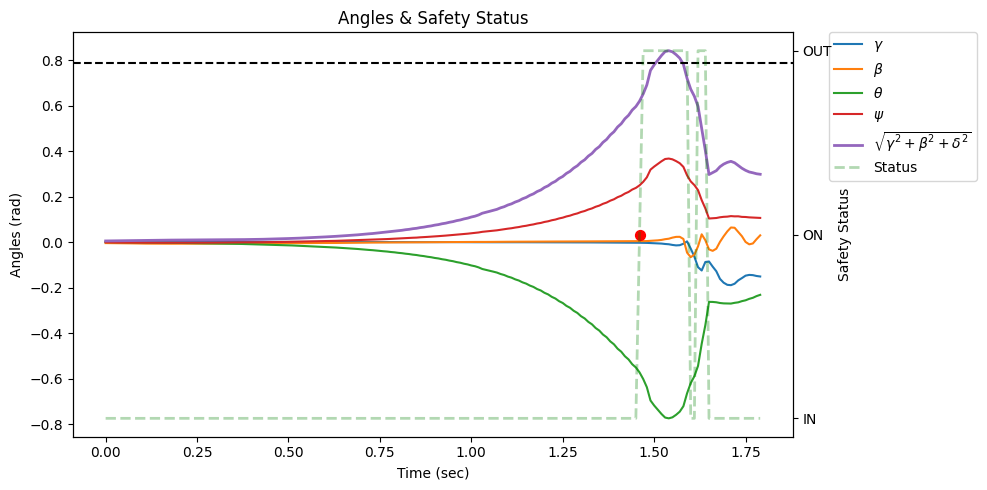 Angles & Safety Status
0.8
0.6
0.4
0.2
0.0
−0.2
−0.4
−0.6
−0.8
Angles (rad)
0.00
0.25
0.50
0.75
1.00
1.25
1.50
1.75
Time (sec)
OUT
ON
IN
Safety Status
γ
β
θ
ψ
√γ² + β² + δ²
Status